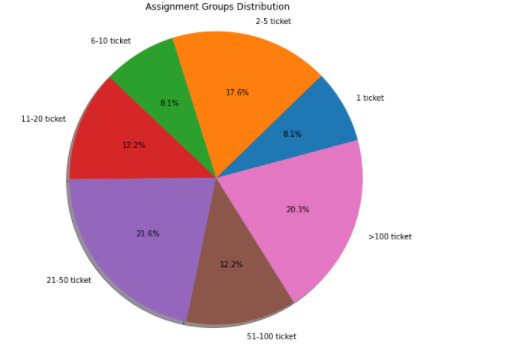 Assignment Groups Distribution
2-5 ticket
6-10 ticket
17.6%
8.1%
1 ticket
8.1%
11-20 ticket
12.2%
20.3%
>100 ticket
21.6%
12.2%
21-50 ticket
51-100 ticket